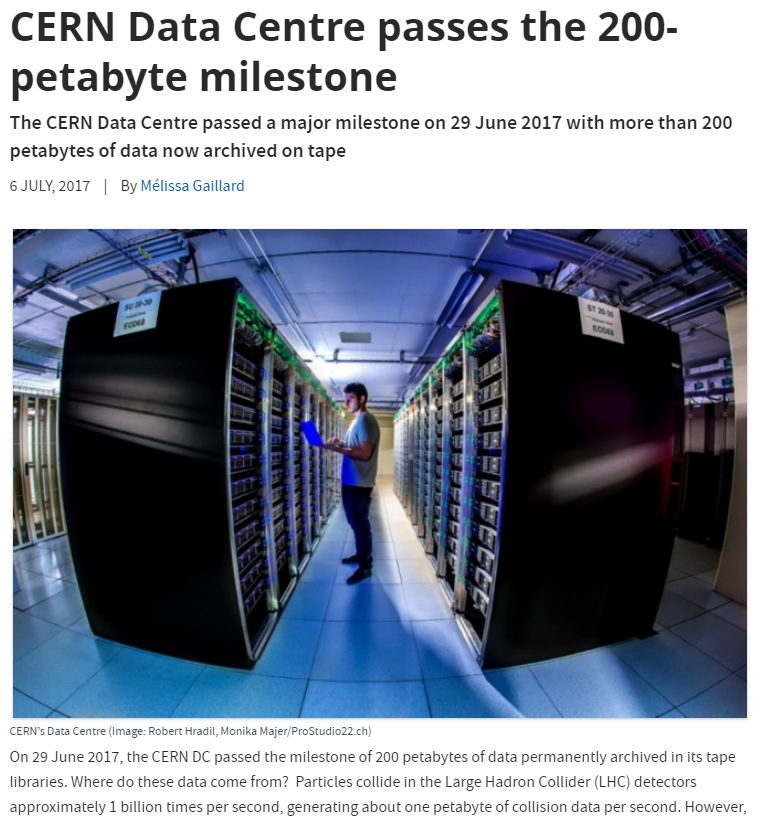 CERN Data Centre passes the 200-
petabyte milestone
The CERN Data Centre passed a major milestone on 29 June 2017 with more than 200
petabytes of data now archived on tape
6 JULY, 2017 | By Mélissa Gaillard
SU 20-30
EOD68
ST 20-30
EOD68
CERN's Data Centre (Image: Robert Hradil, Monika Majer/ProStudio22.ch)
On 29 June 2017, the CERN DC passed the milestone of 200 petabytes of data permanently archived in its tape
libraries. Where do these data come from?  Particles collide in the Large Hadron Collider (LHC) detectors
approximately 1 billion times per second, generating about one petabyte of collision data per second. However,